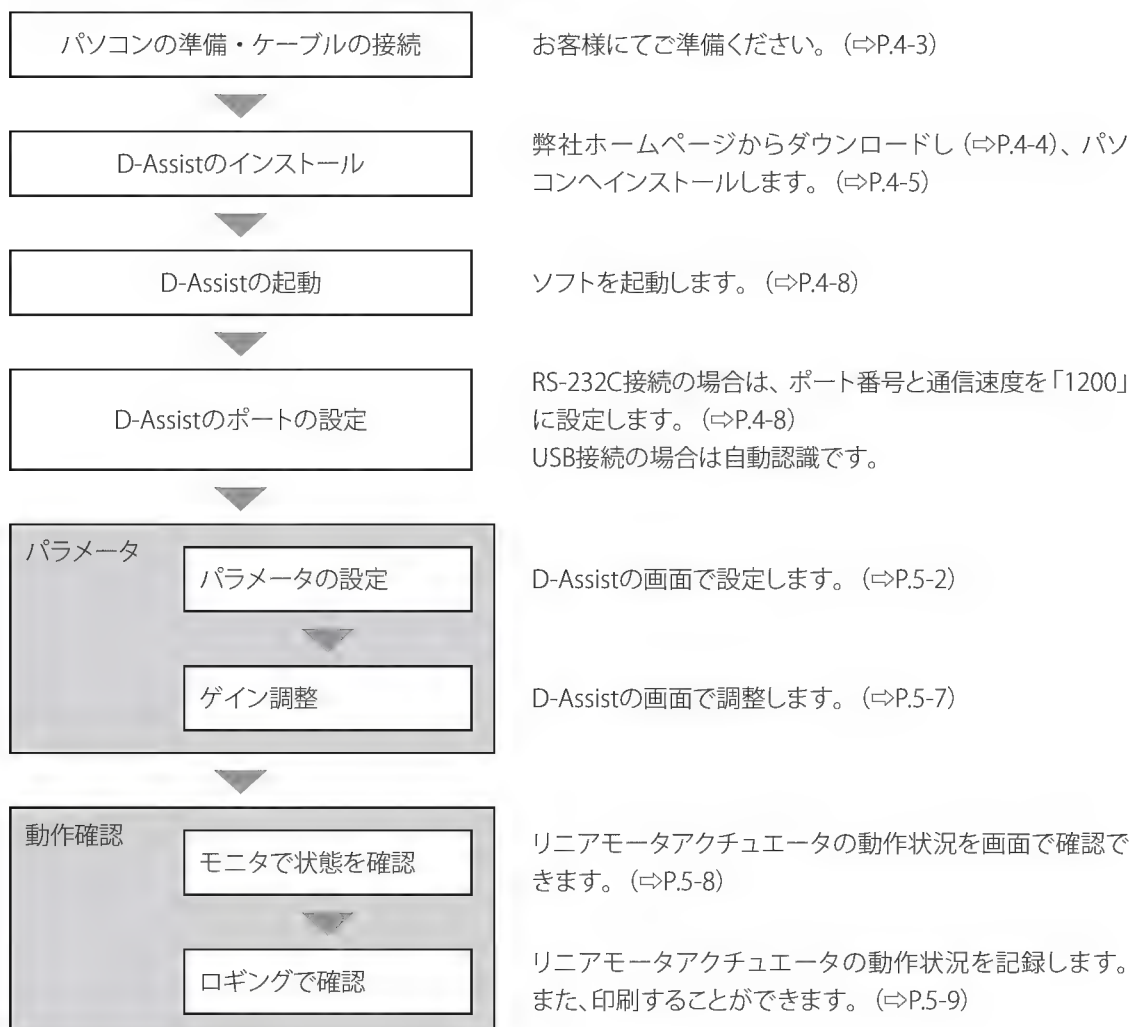 パソコンの準備・ケーブルの接続
お客様にてご準備ください。(⇨P.4-3)
D-Assistのインストール
弊社ホームページからダウンロードし(⇨P.4-4)、パソ
コンへインストールします。(⇨P.4-5)
D-Assistの起動
ソフトを起動します。(⇨P.4-8)
D-Assistのポートの設定
RS-232C接続の場合は、ポート番号と通信速度を「1200」
に設定します。(⇨P.4-8)
USB接続の場合は自動認識です。
パラメータ
パラメータの設定
D-Assistの画面で設定します。(⇨P.5-2)
ゲイン調整
D-Assistの画面で調整します。(⇨P.5-7)
動作確認
モニタで状態を確認
リニアモータアクチュエータの動作状況を画面で確認で
きます。(⇨P.5-8)
ロギングで確認
リニアモータアクチュエータの動作状況を記録します。
また、印刷することができます。(⇨P.5-9)